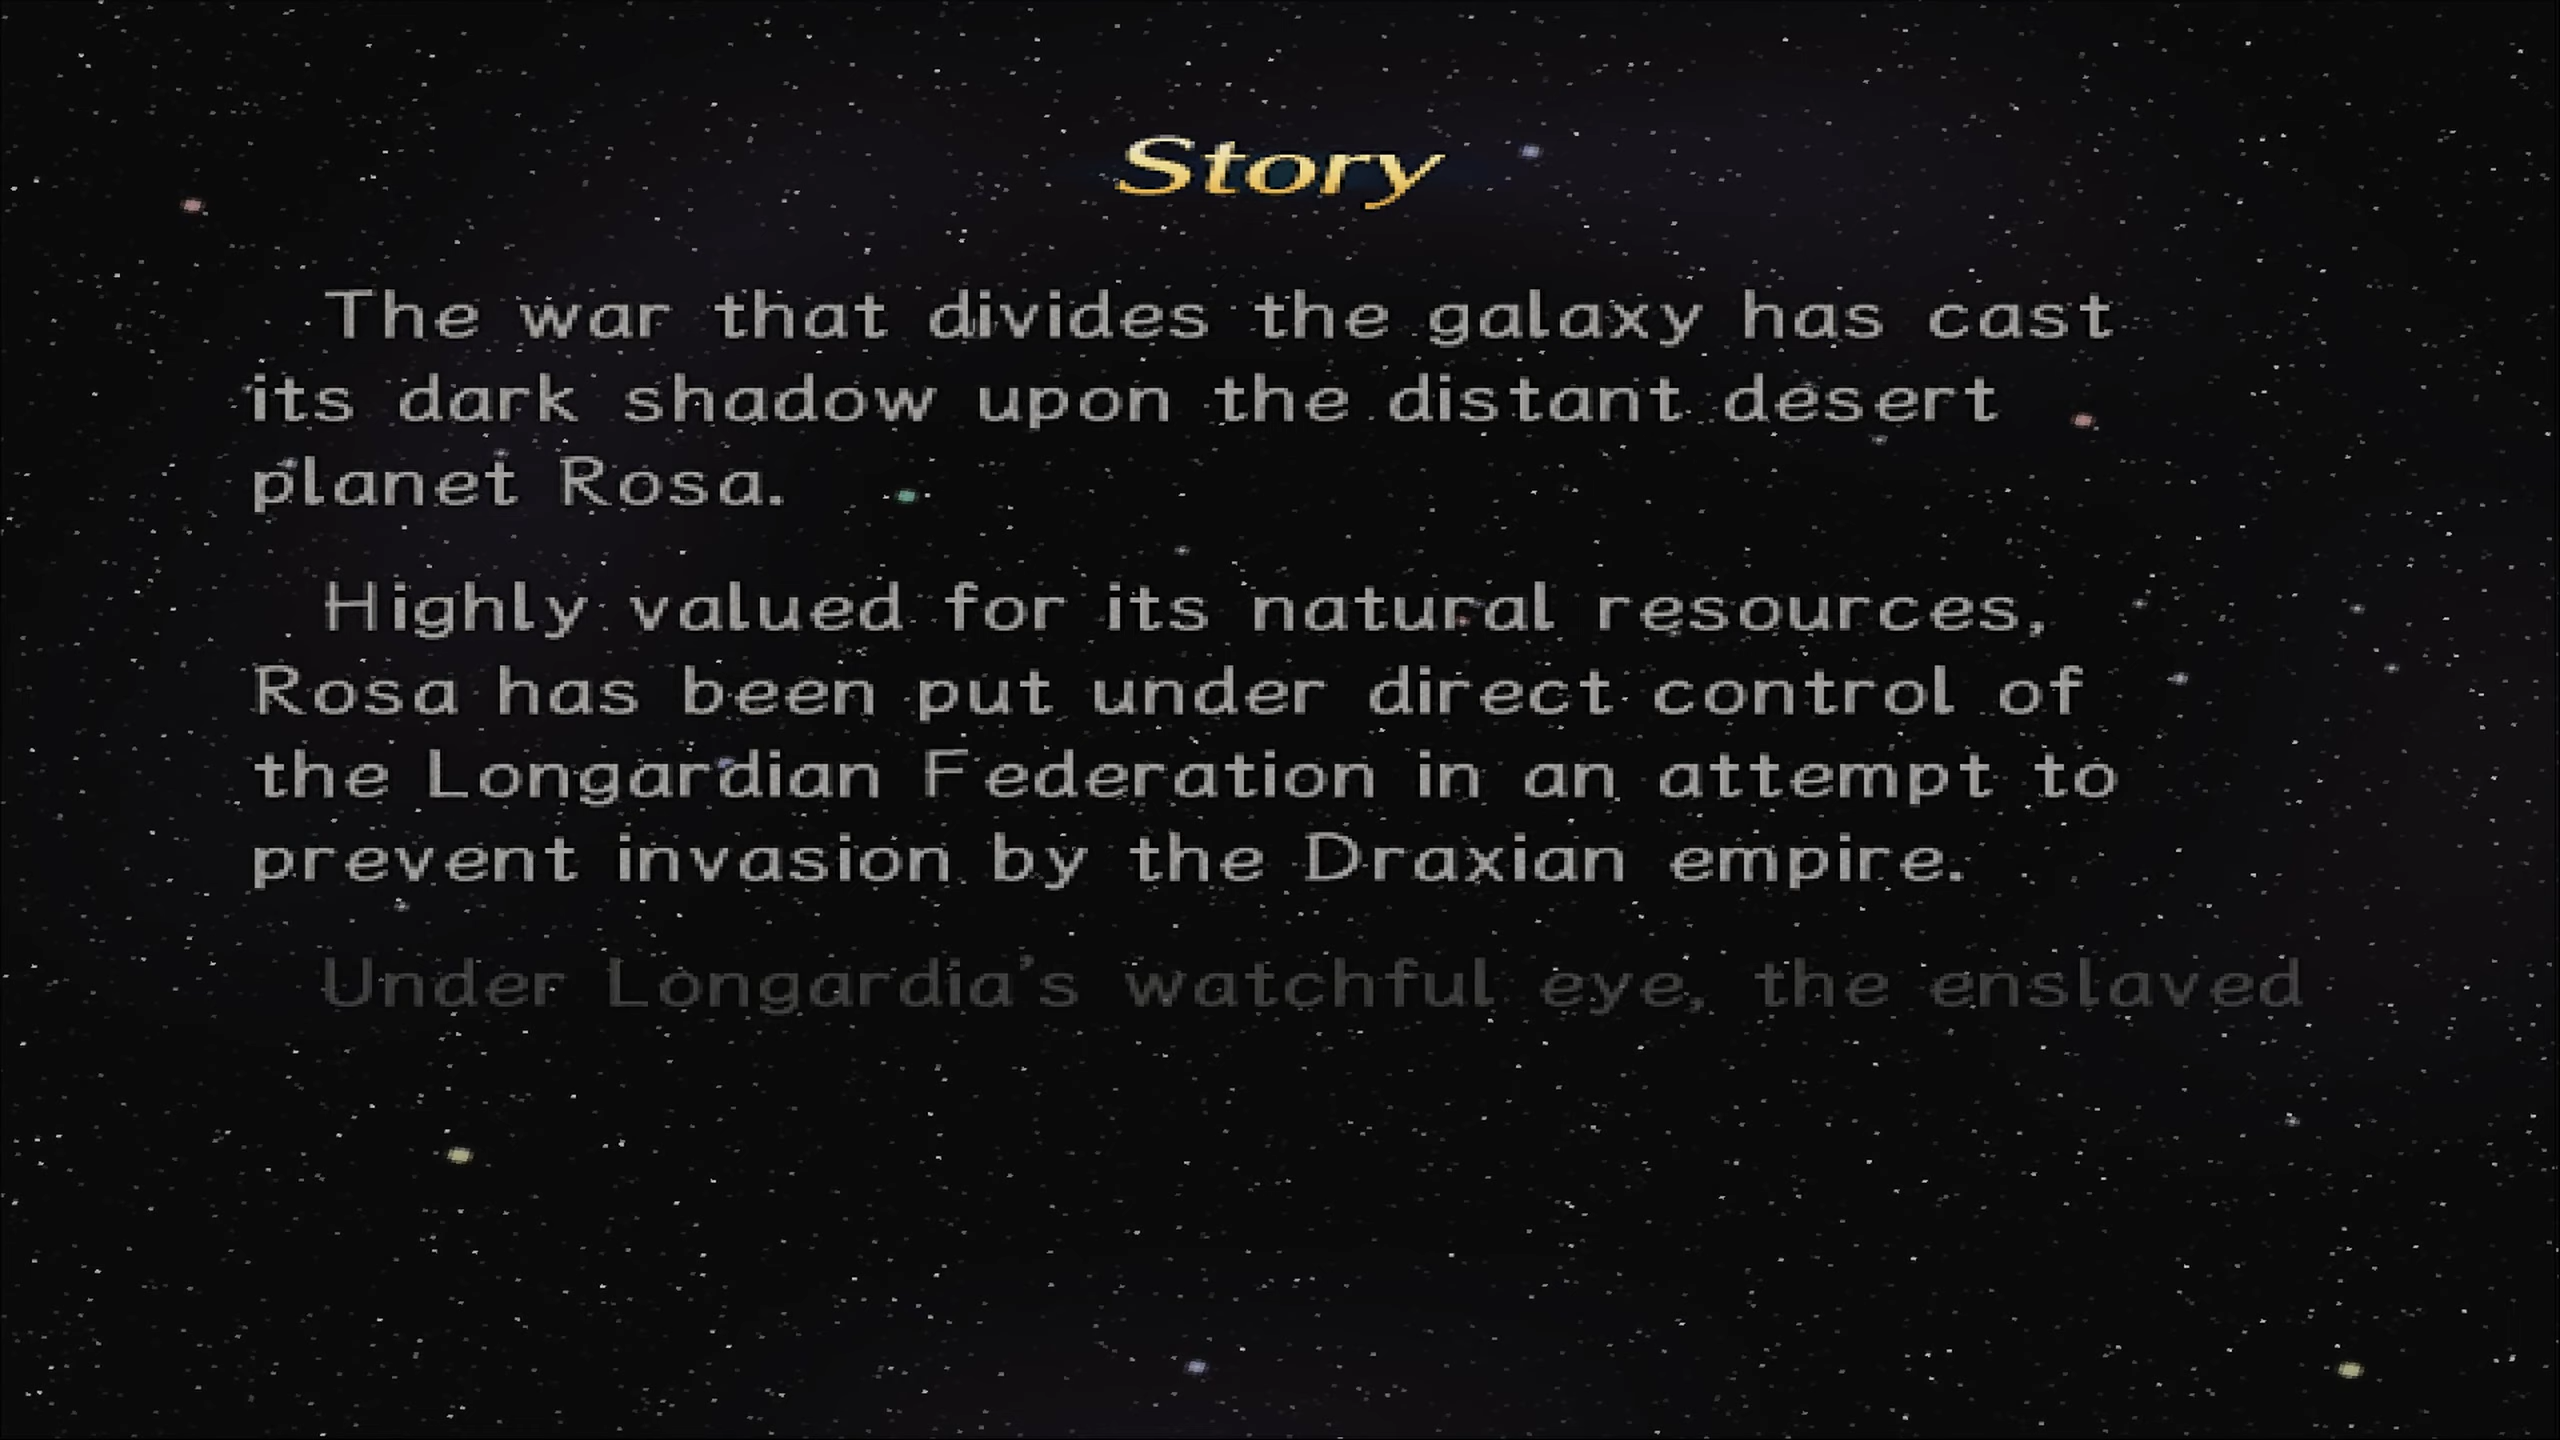 Story
The war that divides the galaxy has cast
its dark shadow upon the distant desert
planet Rosa.
Highly valued for its natural resources,
Rosa has been put under direct control of
the Longardian Federation in an attempt to
prevent invasion by the Draxian empire.
Under Longardia's watchful eye, the enslaved